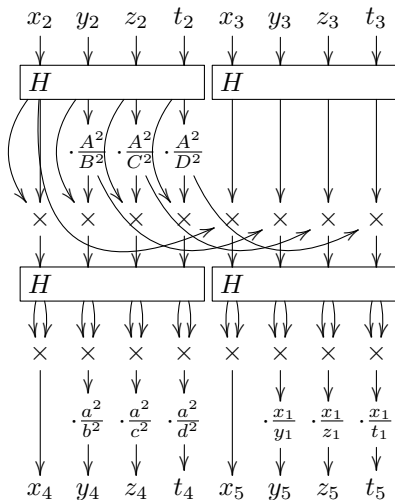 x₂ y₂ z₂ t₂ x₃ y₃ z₃ t₃
H H
·A²/B² ·A²/C² ·A²/D²
× × × × × × × ×
H H
× × × × × × × ×
·a²/b² ·a²/c² ·a²/d² ·x₁/y₁ ·x₁/z₁ ·x₁/t₁
x₄ y₄ z₄ t₄ x₅ y₅ z₅ t₅